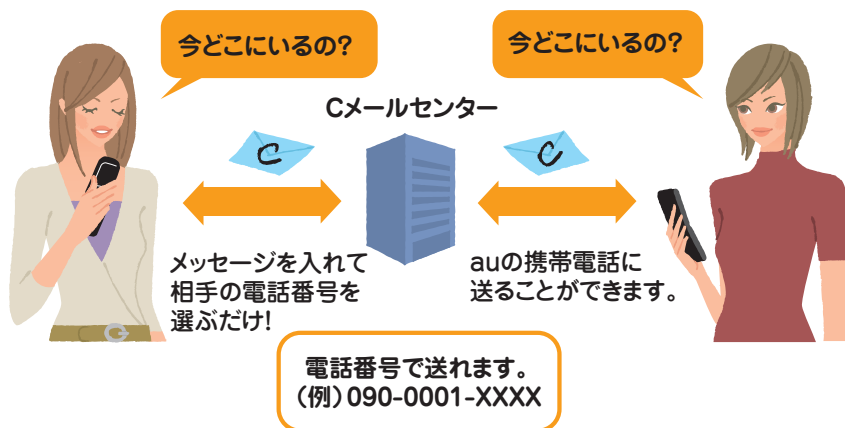 今どこにいるの?
今どこにいるの?
Cメールセンター
C
C
メッセージを入れて
相手の電話番号を
選ぶだけ!
auの携帯電話に
送ることができます。
電話番号で送れます。
(例)090-0001-XXXX